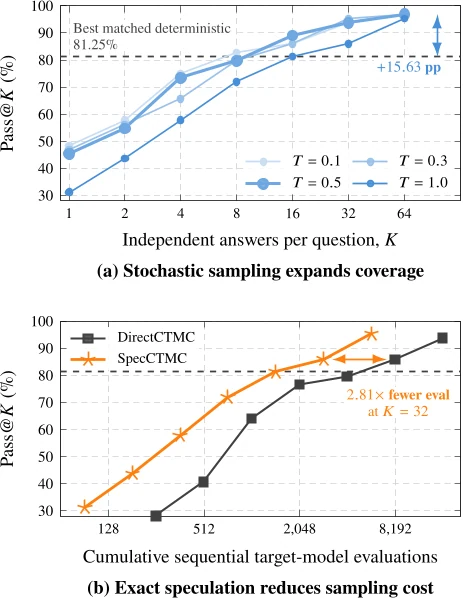 100
90
80
70
60
50
40
30
Pass@K (%)
Best matched deterministic
81.25%
+15.63 pp
T = 0.1
T = 0.3
T = 0.5
T = 1.0
1 2 4 8 16 32 64
Independent answers per question, K
(a) Stochastic sampling expands coverage
100
90
80
70
60
50
40
30
Pass@K (%)
DirectCTMC
SpecCTMC
2.81× fewer eval
at K = 32
128 512 2,048 8,192
Cumulative sequential target-model evaluations
(b) Exact speculation reduces sampling cost